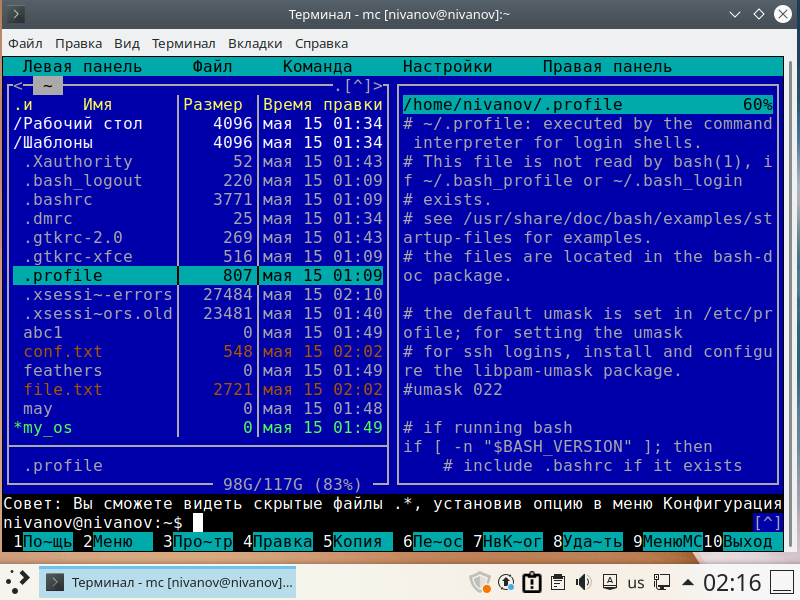 Терминал - mc [nivanov@nivanov]:~
Файл Правка Вид Терминал Вкладки Справка
Левая панель Файл Команда Настройки Правая панель
<─ ~ .[^]>
.и Имя Размер Время правки
/Рабочий стол 4096 мая 15 01:34
/Шаблоны 4096 мая 15 01:34
.Xauthority 52 мая 15 01:43
.bash_logout 220 мая 15 01:09
.bashrc 3771 мая 15 01:09
.dmrc 25 мая 15 01:34
.gtkrc-2.0 269 мая 15 01:43
.gtkrc-xfce 516 мая 15 01:09
.profile 807 мая 15 01:09
.xsessi~-errors 27484 мая 15 02:10
.xsessi~ors.old 23481 мая 15 01:40
abc1 0 мая 15 01:49
conf.txt 548 мая 15 02:02
feathers 0 мая 15 01:49
file.txt 2721 мая 15 02:02
may 0 мая 15 01:48
*my_os 0 мая 15 01:49
.profile
98G/117G (83%)
/home/nivanov/.profile 60%
# ~/.profile: executed by the command
interpreter for login shells.
# This file is not read by bash(1), i
f ~/.bash_profile or ~/.bash_login
# exists.
# see /usr/share/doc/bash/examples/st
artup-files for examples.
# the files are located in the bash-d
oc package.
# the default umask is set in /etc/pr
ofile; for setting the umask
# for ssh logins, install and configu
re the libpam-umask package.
#umask 022
# if running bash
if [ -n "$BASH_VERSION" ]; then
# include .bashrc if it exists
Совет: Вы сможете видеть скрытые файлы .*, установив опцию в меню Конфигурация
nivanov@nivanov:~$ [^]
1По~щь 2Меню 3Про~тр 4Правка 5Копия 6Пе~ос 7НвК~ог 8Уда~ть 9МенюMC 10Выход
Терминал - mc [nivanov@nivanov]... us 02:16